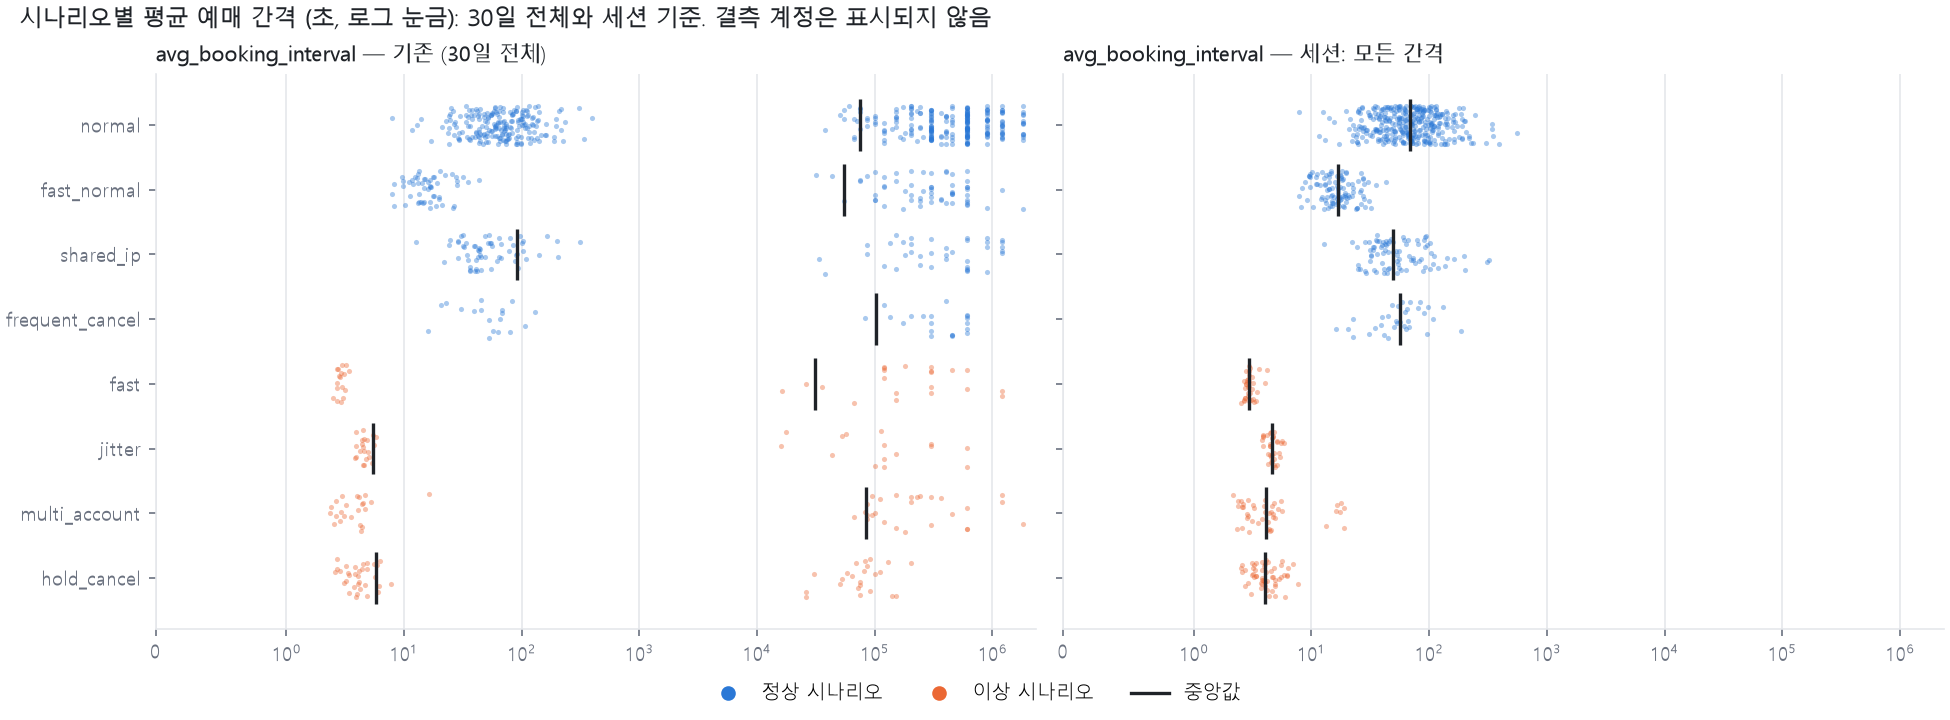 시나리오별 평균 예매 간격 (초, 로그 눈금): 30일 전체와 세션 기준. 결측 계정은 표시되지 않음
avg_booking_interval — 기존 (30일 전체)
avg_booking_interval — 세션: 모든 간격
normal
fast_normal
shared_ip
frequent_cancel
fast
jitter
multi_account
hold_cancel
0 10⁰ 10¹ 10² 10³ 10⁴ 10⁵ 10⁶
0 10⁰ 10¹ 10² 10³ 10⁴ 10⁵ 10⁶
정상 시나리오 이상 시나리오 중앙값